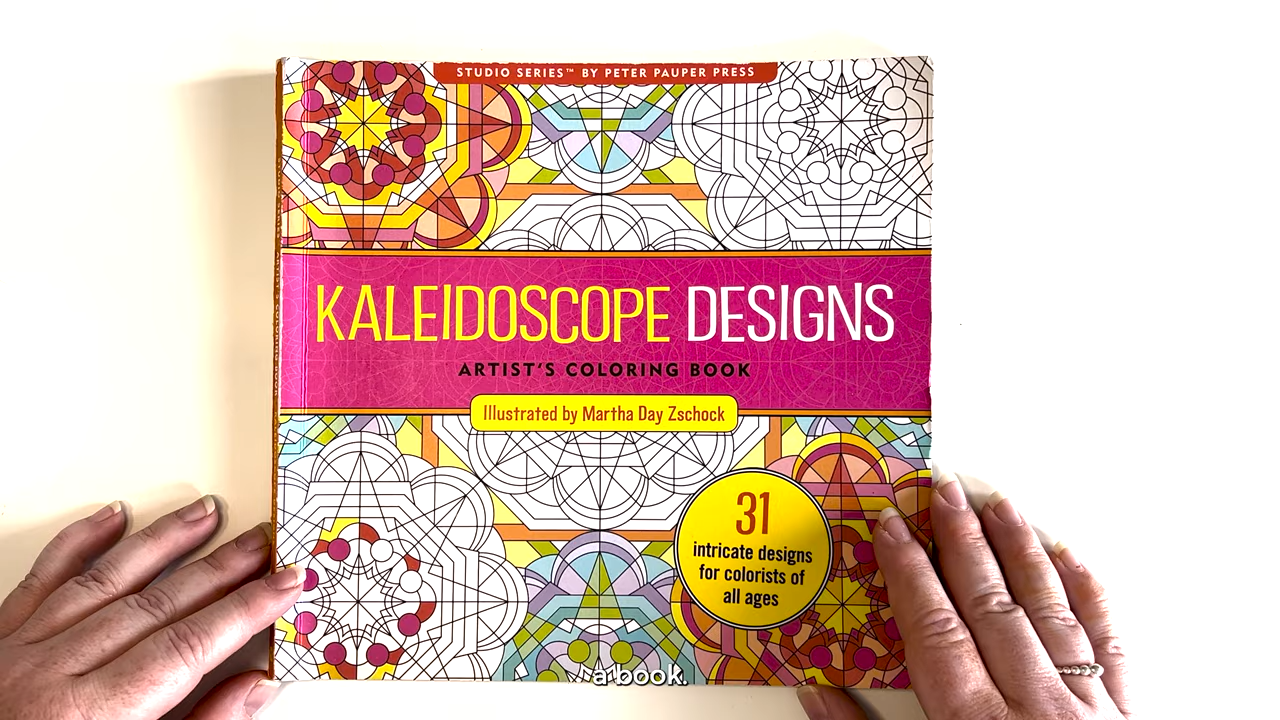 STUDIO SERIES™ BY PETER PAUPER PRESS
KALEIDOSCOPE DESIGNS
ARTIST'S COLORING BOOK
Illustrated by Martha Day Zschock
31
intricate designs
for colorists of
all ages
a book.